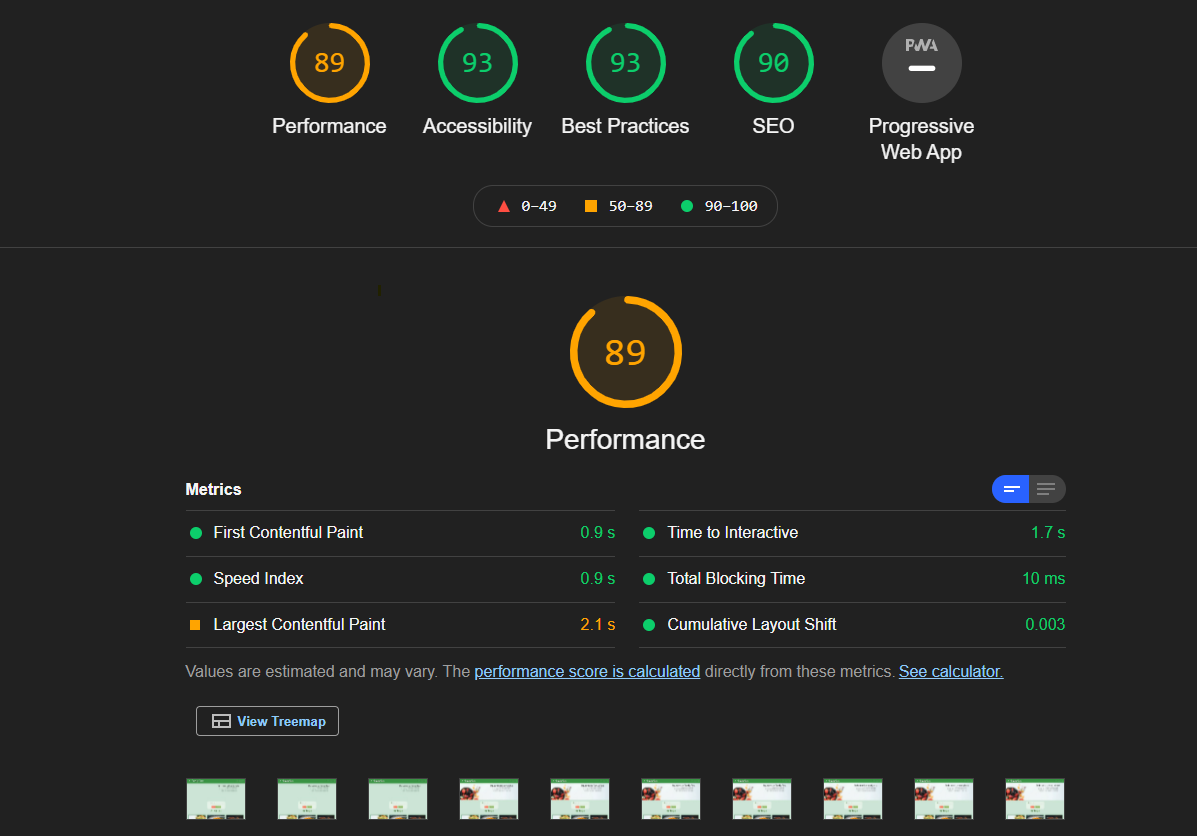 89
93
93
90
PWA
Performance
Accessibility
Best Practices
SEO
Progressive
Web App
0–49
50–89
90–100
89
Performance
Metrics
First Contentful Paint
0.9 s
Time to Interactive
1.7 s
Speed Index
0.9 s
Total Blocking Time
10 ms
Largest Contentful Paint
2.1 s
Cumulative Layout Shift
0.003
Values are estimated and may vary. The performance score is calculated directly from these metrics. See calculator.
View Treemap